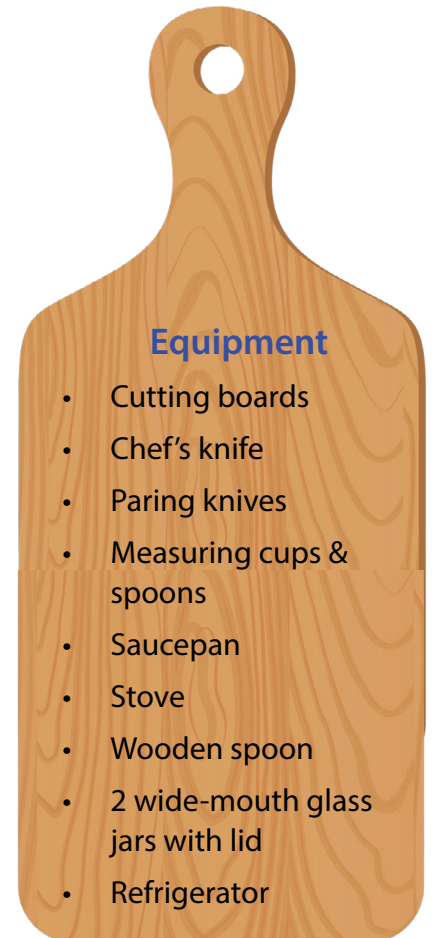 Equipment
• Cutting boards
• Chef’s knife
• Paring knives
• Measuring cups &
spoons
• Saucepan
• Stove
• Wooden spoon
• 2 wide-mouth glass
jars with lid
• Refrigerator